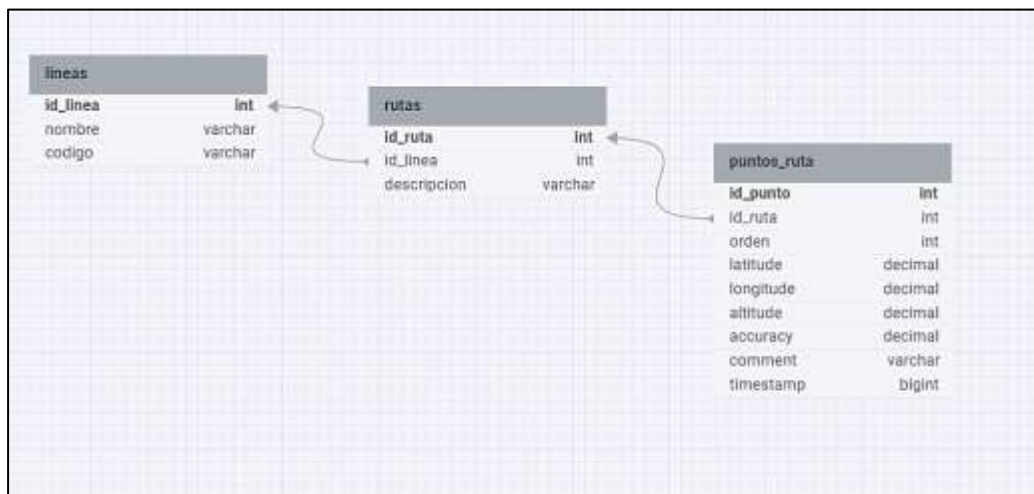 lineas
id_linea int
nombre varchar
codigo varchar
rutas
id_ruta int
id_linea int
descripcion varchar
puntos_ruta
id_punto int
id_ruta int
orden int
latitude decimal
longitude decimal
altitude decimal
accuracy decimal
comment varchar
timestamp bigint